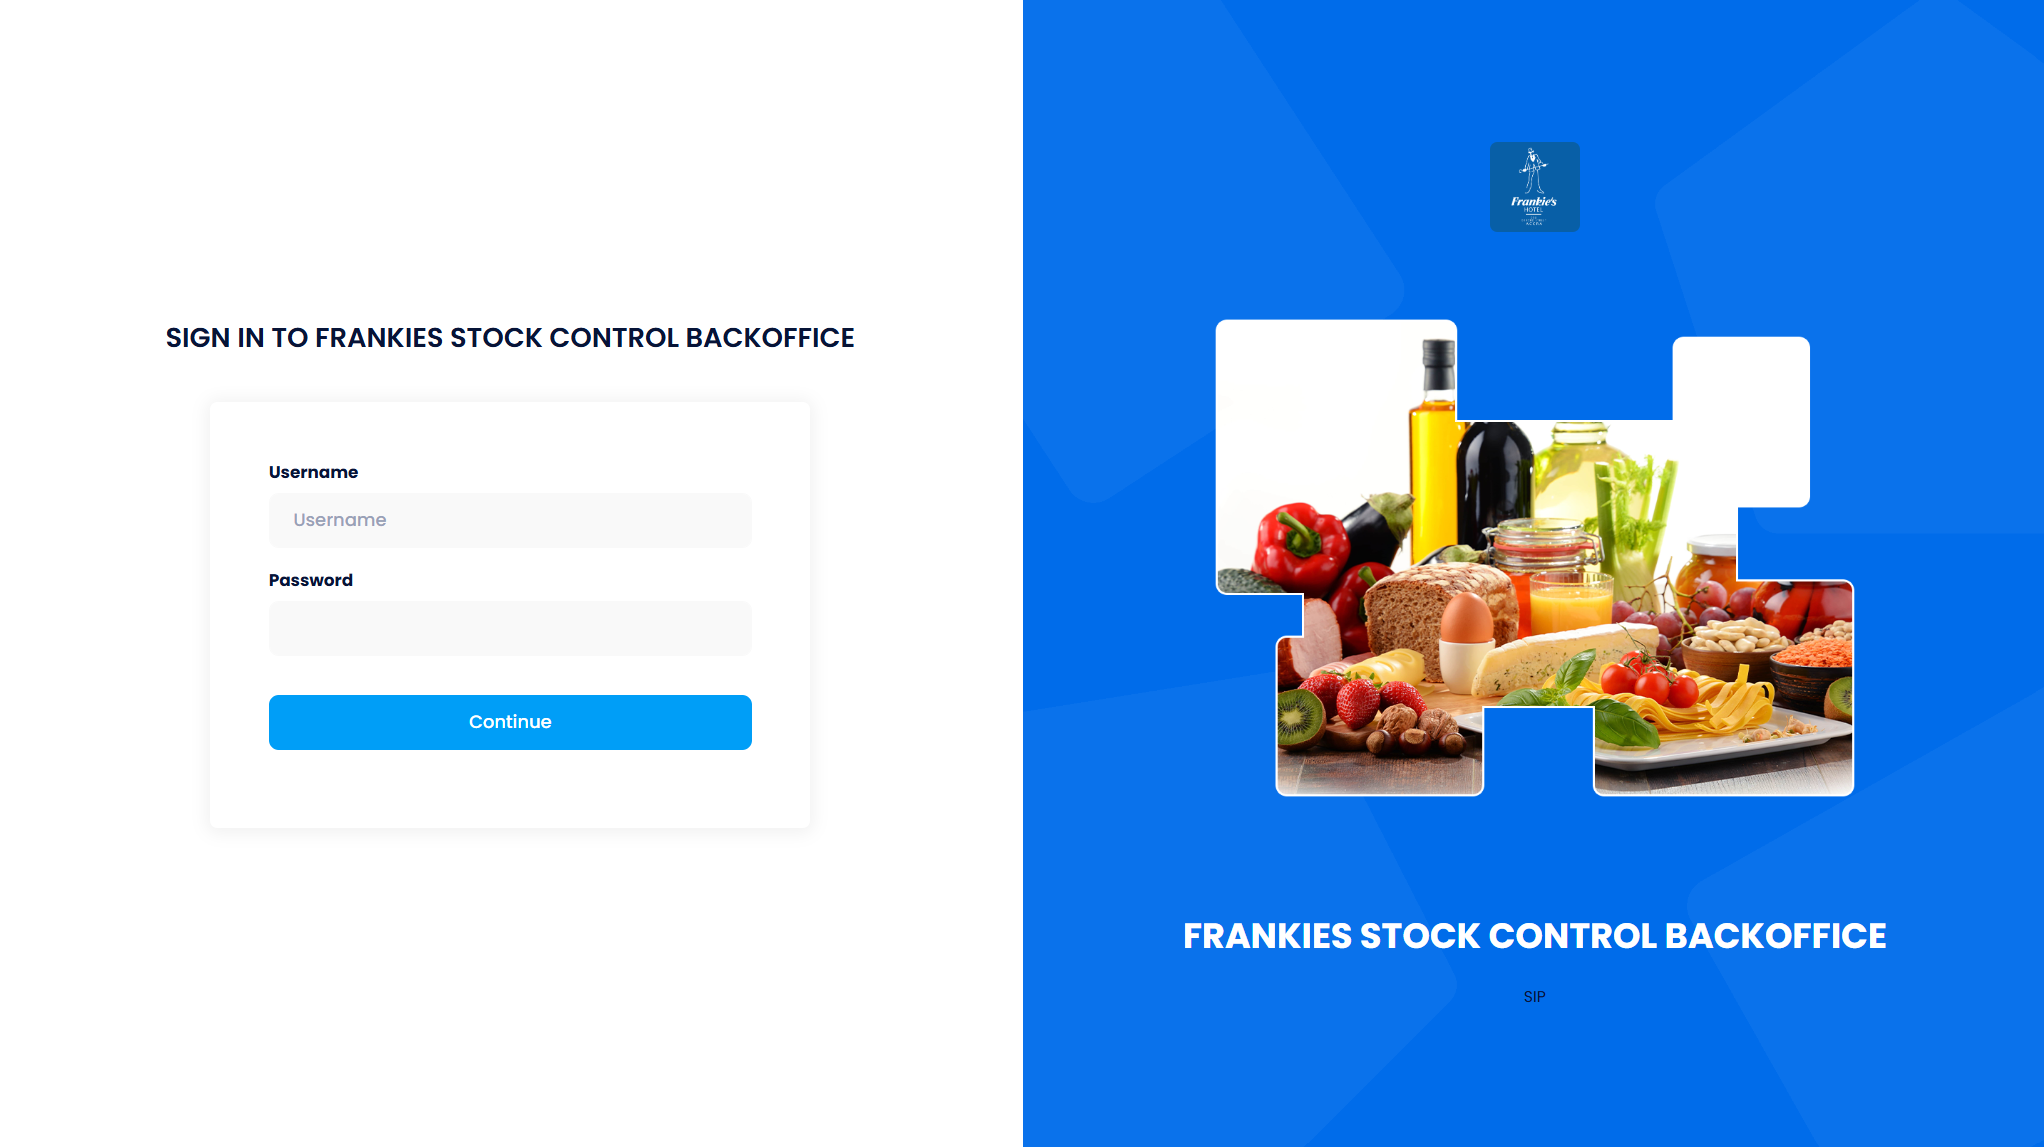 SIGN IN TO FRANKIES STOCK CONTROL BACKOFFICE
Username
Username
Password
Continue
Frankie's
HOTEL
FRANKIES STOCK CONTROL BACKOFFICE
SIP